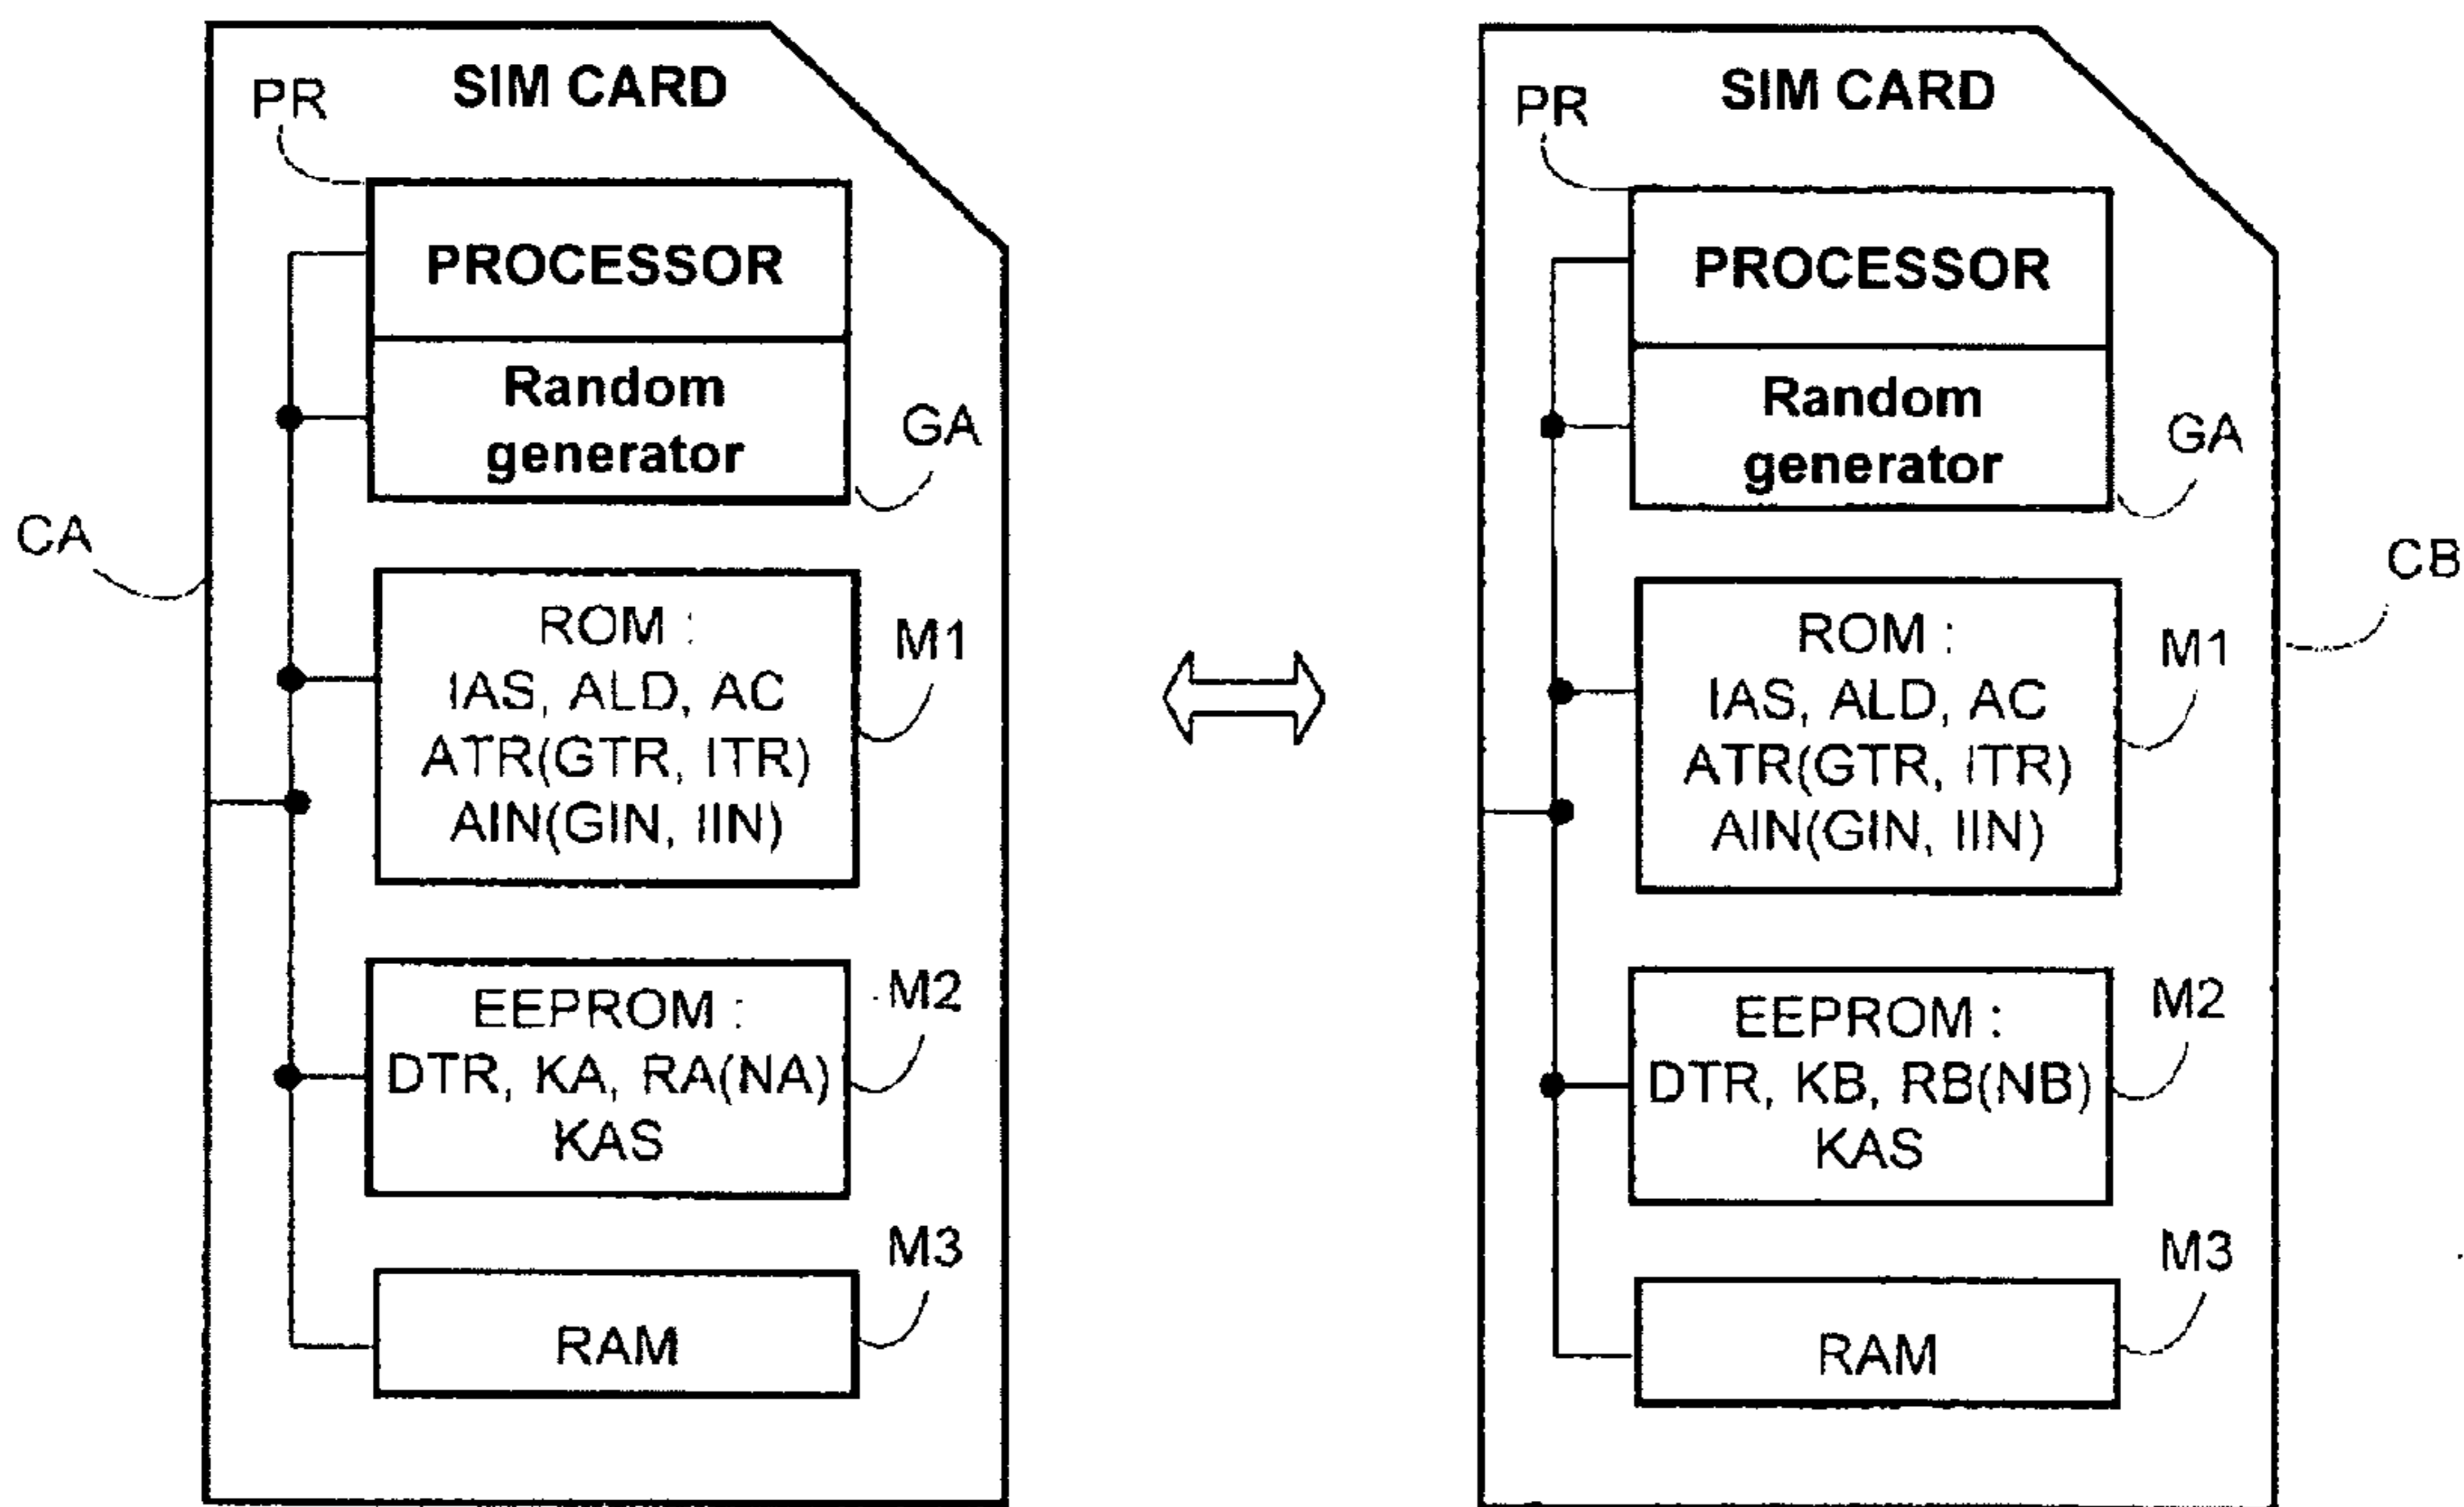 SIM CARD
PR
PROCESSOR
Random
generator
GA
CA
ROM :
IAS, ALD, AC
ATR(GTR, ITR)
AIN(GIN, IIN)
M1
EEPROM :
DTR, KA, RA(NA)
KAS
M2
RAM
M3
SIM CARD
PR
PROCESSOR
Random
generator
GA
CB
ROM :
IAS, ALD, AC
ATR(GTR, ITR)
AIN(GIN, IIN)
M1
EEPROM :
DTR, KB, RB(NB)
KAS
M2
RAM
M3